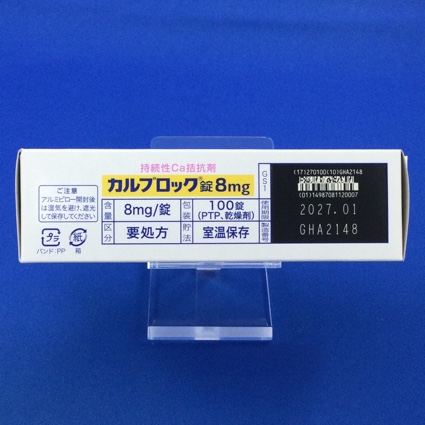 持続性Ca拮抗剤
カルブロック®錠8mg
ご注意
アルミピロー開封後
は湿気を避け、遮光
して保存してください。
プラ 紙
バンド:PP 箱
含量 8mg/錠 包装 100錠
(PTP、乾燥剤)
区分 要処方 貯法 室温保存
GS1
使用期限
製造番号
(17)270100(10)GHA2148
(01)14987081120007
2027.01
GHA2148